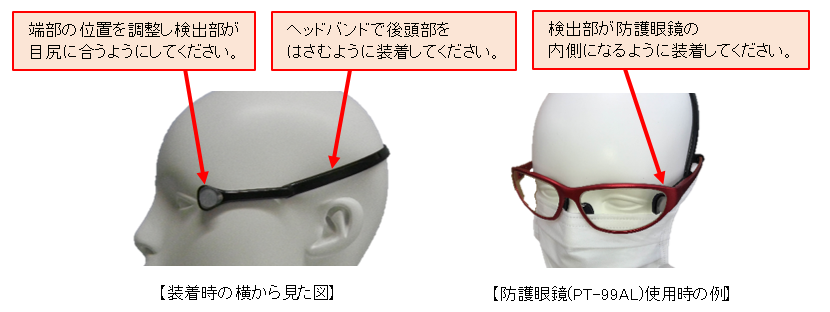 端部の位置を調整し検出部が
目尻に合うようにしてください。
ヘッドバンドで後頭部を
はさむように装着してください。
検出部が防護眼鏡の
内側になるように装着してください。
【装着時の横から見た図】
【防護眼鏡(PT-99AL)使用時の例】